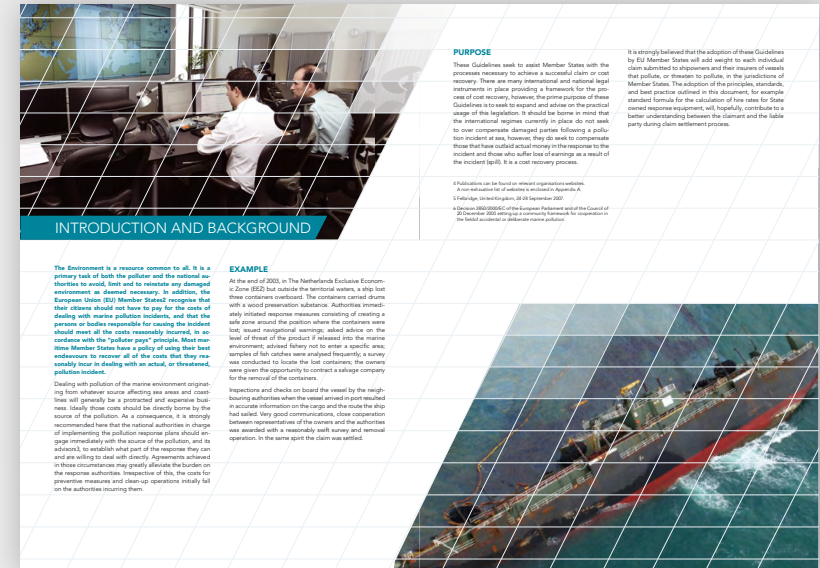 INTRODUCTION AND BACKGROUND
The Environment is a resource common to all. It is a
primary task of both the polluter and the national au-
thorities to avoid, limit and to reinstate any damaged
environment as deemed necessary. In addition, the
European Union (EU) Member States2 recognise that
their citizens should not have to pay for the costs of
dealing with marine pollution incidents, and that the
persons or bodies responsible for causing the incident
should meet all the costs reasonably incurred, in ac-
cordance with the "polluter pays" principle. Most mar-
itime Member States have a policy of using their best
endeavours to recover all of the costs that they rea-
sonably incur in dealing with an actual, or threatened,
pollution incident.
Dealing with pollution of the marine environment originat-
ing from whatever source affecting sea areas and coast-
lines will generally be a protracted and expensive busi-
ness. Ideally those costs should be directly borne by the
source of the pollution. As a consequence, it is strongly
recommended here that the national authorities in charge
of implementing the pollution response plans should en-
gage immediately with the source of the pollution, and its
advisors3, to establish what part of the response they can
and are willing to deal with directly. Agreements achieved
in those circumstances may greatly alleviate the burden on
the response authorities. Irrespective of this, the costs for
preventive measures and clean-up operations initially fall
on the authorities incurring them.
EXAMPLE
At the end of 2003, in The Netherlands Exclusive Econom-
ic Zone (EEZ) but outside the territorial waters, a ship lost
three containers overboard. The containers carried drums
with a wood preservation substance. Authorities immedi-
ately initiated response measures consisting of creating a
safe zone around the position where the containers were
lost; issued navigational warnings; asked advice on the
level of threat of the product if released into the marine
environment; advised fishery not to enter a specific area;
samples of fish catches were analysed frequently; a survey
was conducted to locate the lost containers; the owners
were given the opportunity to contract a salvage company
for the removal of the containers.
Inspections and checks on board the vessel by the neigh-
bouring authorities when the vessel arrived in port resulted
in accurate information on the cargo and the route the ship
had sailed. Very good communications, close cooperation
between representatives of the owners and the authorities
was awarded with a reasonably swift survey and removal
operation. In the same spirit the claim was settled.
PURPOSE
These Guidelines seek to assist Member States with the
processes necessary to achieve a successful claim or cost
recovery. There are many international and national legal
instruments in place providing a framework for the pro-
cess of cost recovery, however, the prime purpose of these
Guidelines is to seek to expand and advise on the practical
usage of this legislation. It should be borne in mind that
the international regimes currently in place do not seek
to over compensate damaged parties following a pollu-
tion incident at sea, however, they do seek to compensate
those that have outlaid actual money in the response to the
incident and those who suffer loss of earnings as a result of
the incident (spill). It is a cost recovery process.
It is strongly believed that the adoption of these Guidelines
by EU Member States will add weight to each individual
claim submitted to shipowners and their insurers of vessels
that pollute, or threaten to pollute, in the jurisdictions of
Member States. The adoption of the principles, standards,
and best practice outlined in this document, for example
standard formula for the calculation of hire rates for State
owned response equipment, will, hopefully, contribute to a
better understanding between the claimant and the liable
party during claim settlement process.
4 Publications can be found on relevant organisations websites.
A non-exhaustive list of websites is enclosed in Appendix A.
5 Felbridge, United Kingdom, 24-28 September 2007.
6 Decision 2850/2000/EC of the European Parliament and of the Council of
20 December 2000 setting up a community framework for cooperation in
the field of accidental or deliberate marine pollution.